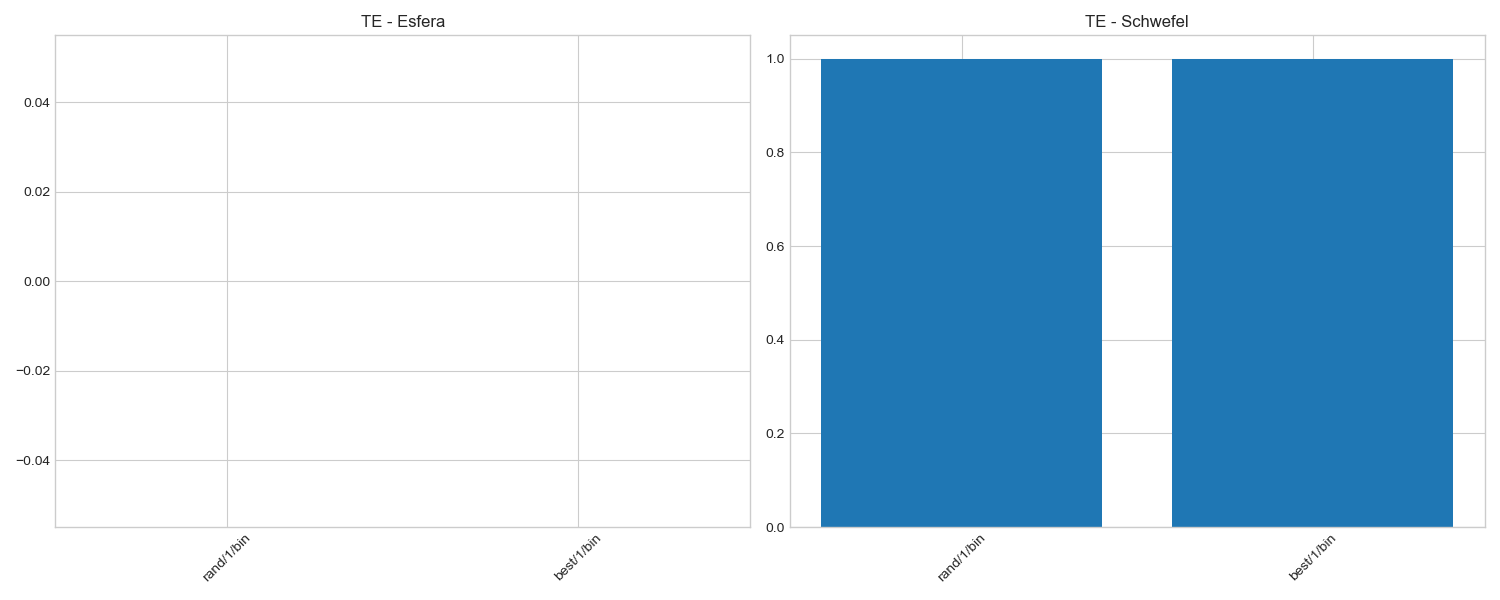 TE - Esfera
0.04
0.02
0.00
−0.02
−0.04
rand/1/bin
best/1/bin
TE - Schwefel
1.0
0.8
0.6
0.4
0.2
0.0
rand/1/bin
best/1/bin